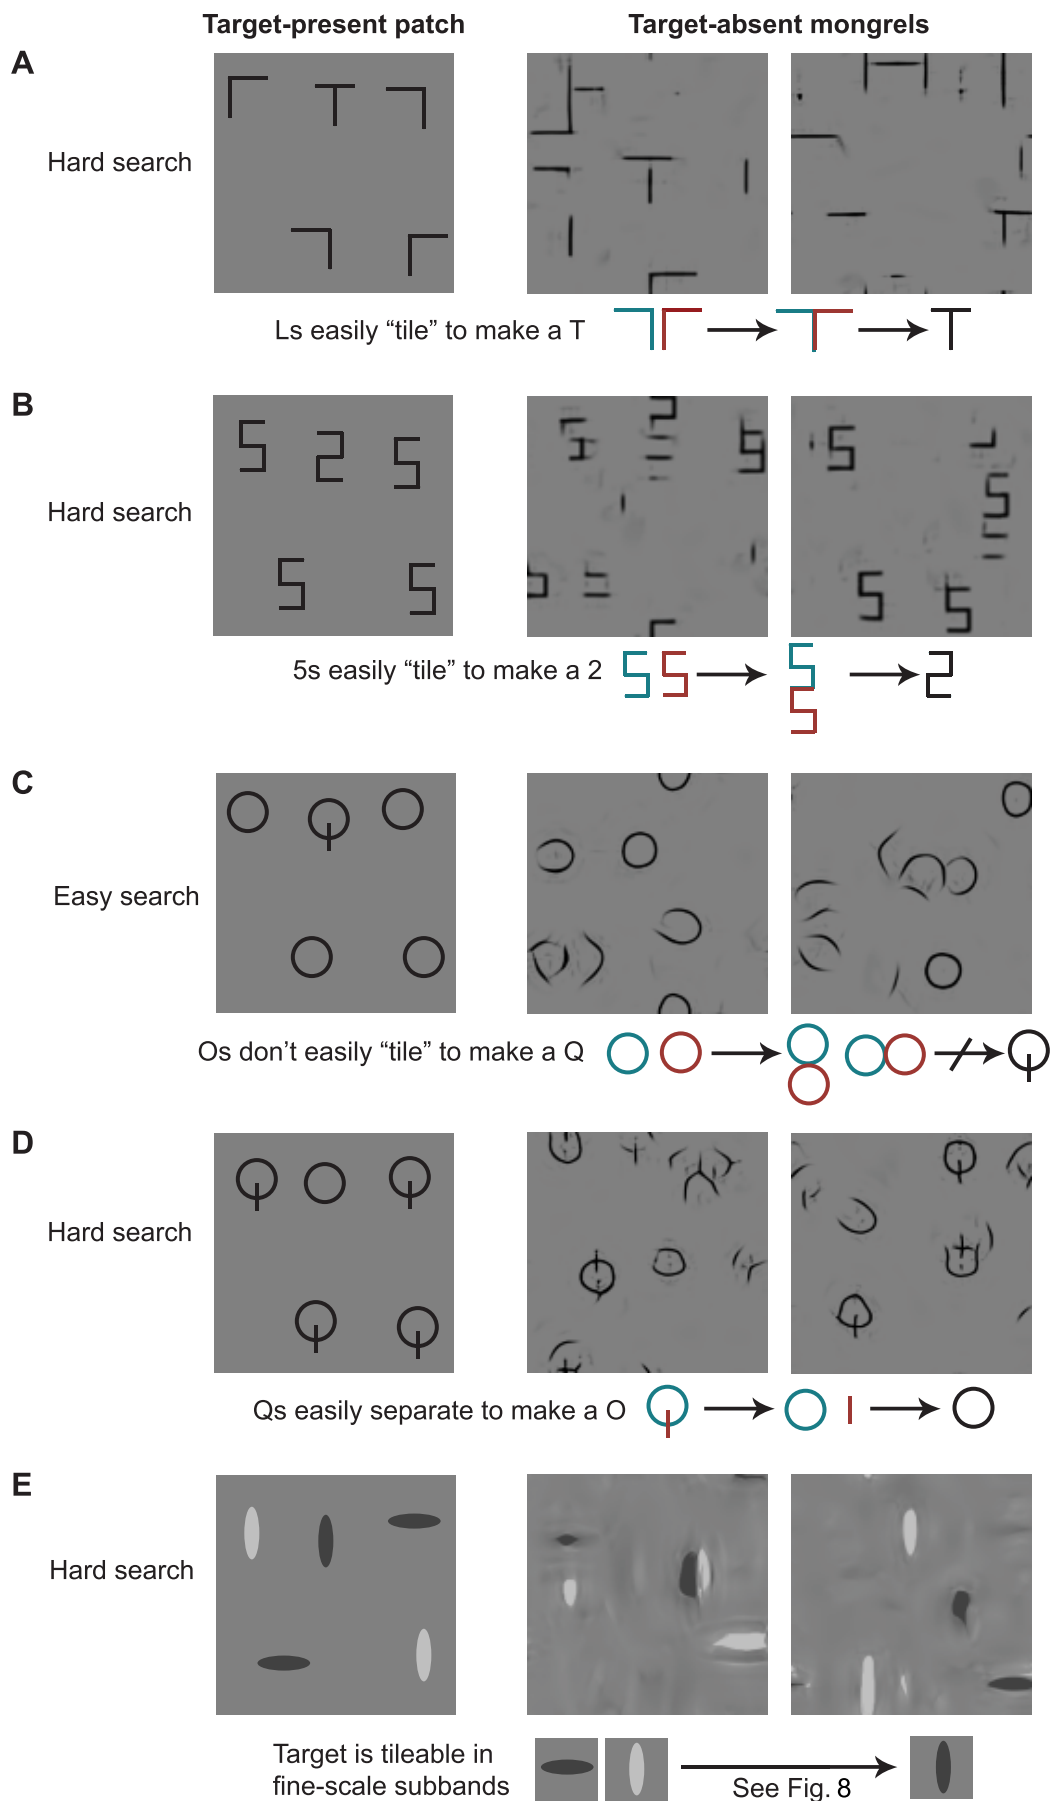 Target-present patch
Target-absent mongrels
A
Hard search
Ls easily “tile” to make a T
B
Hard search
5s easily “tile” to make a 2
C
Easy search
Os don’t easily “tile” to make a Q
D
Hard search
Qs easily separate to make a O
E
Hard search
Target is tileable in
fine-scale subbands
See Fig. 8